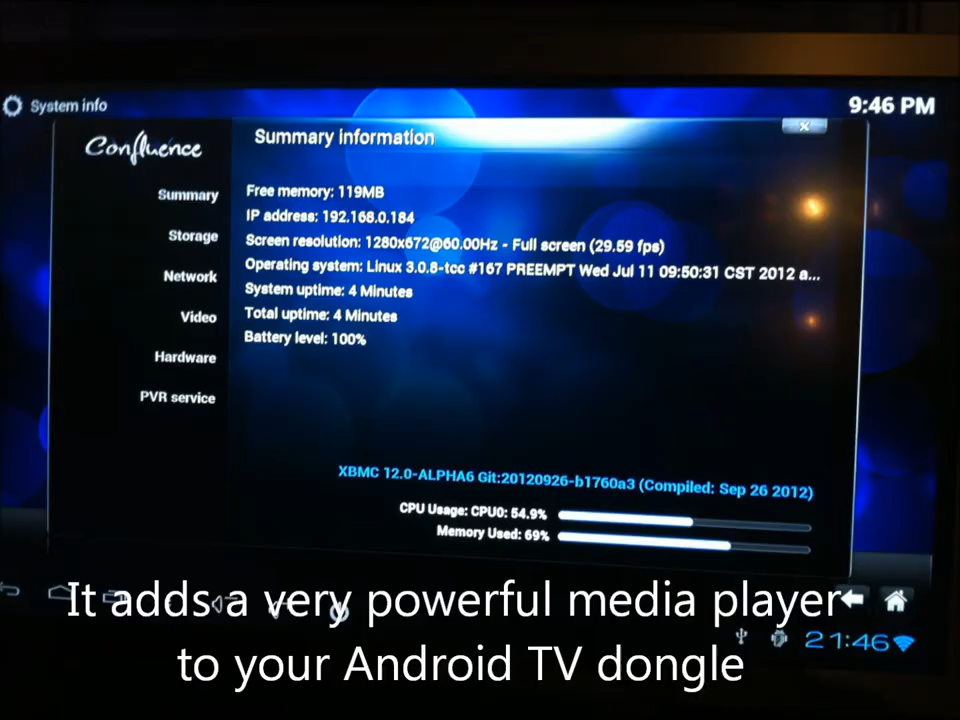 System info
9:46 PM
Confluence
Summary information
Summary
Storage
Network
Video
Hardware
PVR service
Free memory: 119MB
IP address: 192.168.0.184
Screen resolution: 1280x672@60.00Hz - Full screen (29.59 fps)
Operating system: Linux 3.0.8-tcc #167 PREEMPT Wed Jul 11 09:50:31 CST 2012 a...
System uptime: 4 Minutes
Total uptime: 4 Minutes
Battery level: 100%
XBMC 12.0-ALPHA6 Git:20120926-b1760a3 (Compiled: Sep 26 2012)
CPU Usage: CPU0: 54.9%
Memory Used: 69%
It adds a very powerful media player
to your Android TV dongle
21:46